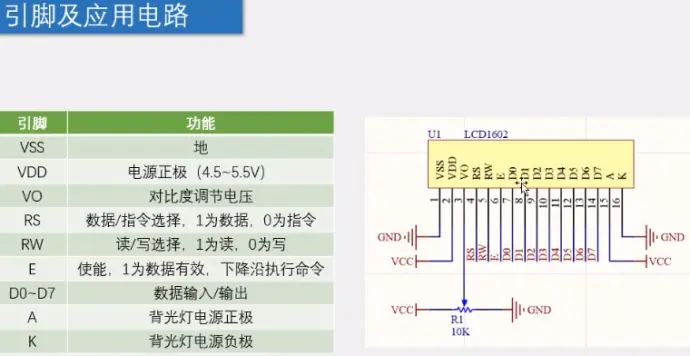 引脚及应用电路
引脚 功能
VSS 地
VDD 电源正极（4.5~5.5V）
VO 对比度调节电压
RS 数据/指令选择，1为数据，0为指令
RW 读/写选择，1为读，0为写
E 使能，1为数据有效，下降沿执行命令
D0~D7 数据输入/输出
A 背光灯电源正极
K 背光灯电源负极
U1 LCD1602
VSS VDD VO RS RW E D0 D1 D2 D3 D4 D5 D6 D7 A K
1 2 3 4 5 6 7 8 9 10 11 12 13 14 15 16
GND GND
VCC RS RW E D0 D1 D2 D3 D4 D5 D6 D7 VCC
VCC GND
R1
10K